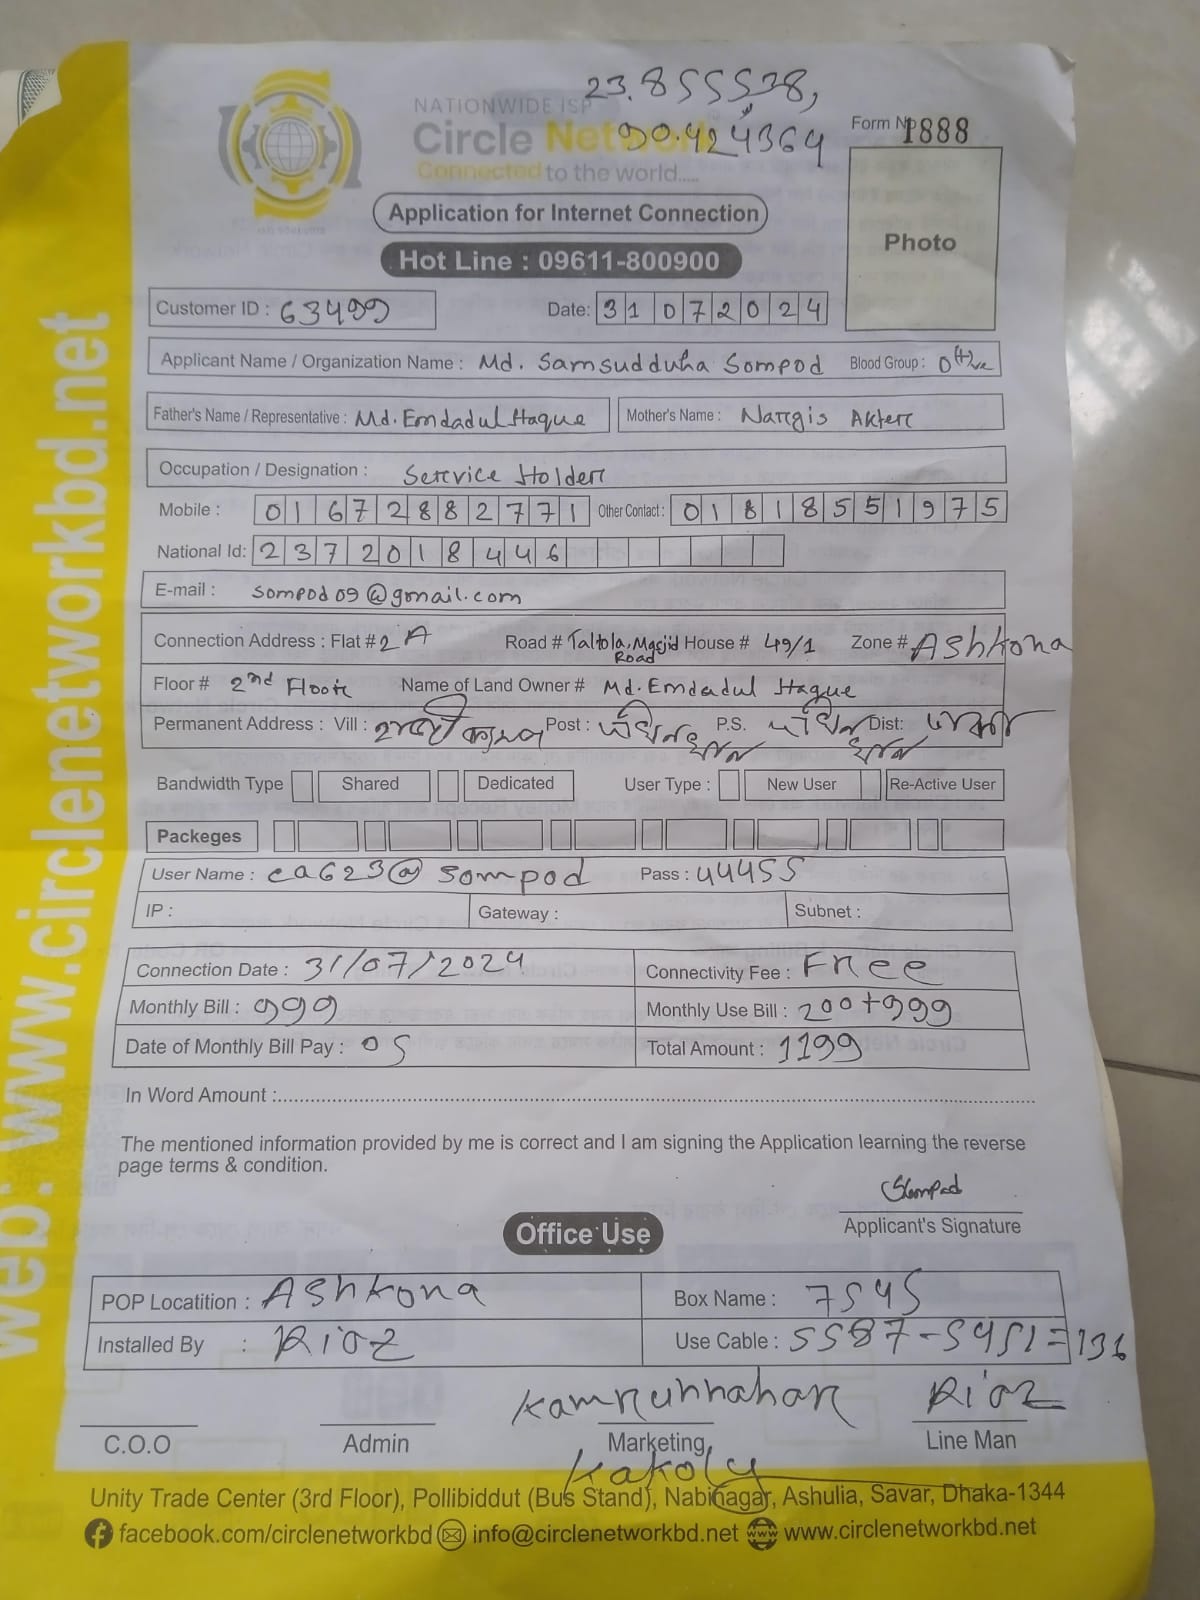 23.855538,
NATIONWIDE ISP
90.424364
Circle Network
Form No 1888
Connected to the world.....
Application for Internet Connection
Photo
Hot Line : 09611-800900
Customer ID : 63499 Date: 31072024
Applicant Name / Organization Name : Md. Samsudduha Sompod Blood Group : O(+)ve
Father's Name / Representative : Md. Emdadul Haque Mother's Name : Nargis Akter
Occupation / Designation : Service Holder
Mobile : 01672882771 Other Contact : 01818551975
National Id: 2372018446
E-mail : sompod09@gmail.com
Connection Address : Flat # 2A Road # Taltola, Masjid Road House # 49/1 Zone # Ashkona
Floor # 2nd Floor Name of Land Owner # Md. Emdadul Haque
Permanent Address : Vill : Post : P.S. Dist:
Bandwidth Type Shared Dedicated User Type : New User Re-Active User
Packeges
User Name : ca623@sompod Pass : 44455
IP : Gateway : Subnet :
Connection Date : 31/07/2024 Connectivity Fee : Free
Monthly Bill : 999 Monthly Use Bill : 200+999
Date of Monthly Bill Pay : 05 Total Amount : 1199
In Word Amount :
The mentioned information provided by me is correct and I am signing the Application learning the reverse
page terms & condition.
Sompod
Applicant's Signature
Office Use
POP Locatition : Ashkona Box Name : 7545
Installed By : Riaz Use Cable : 5587-5451=136
Kamrunnahar Riaz
C.O.O Admin Marketing Line Man
Kakoly
Unity Trade Center (3rd Floor), Pollibiddut (Bus Stand), Nabinagar, Ashulia, Savar, Dhaka-1344
facebook.com/circlenetworkbd info@circlenetworkbd.net www.circlenetworkbd.net
web: www.circlenetworkbd.net